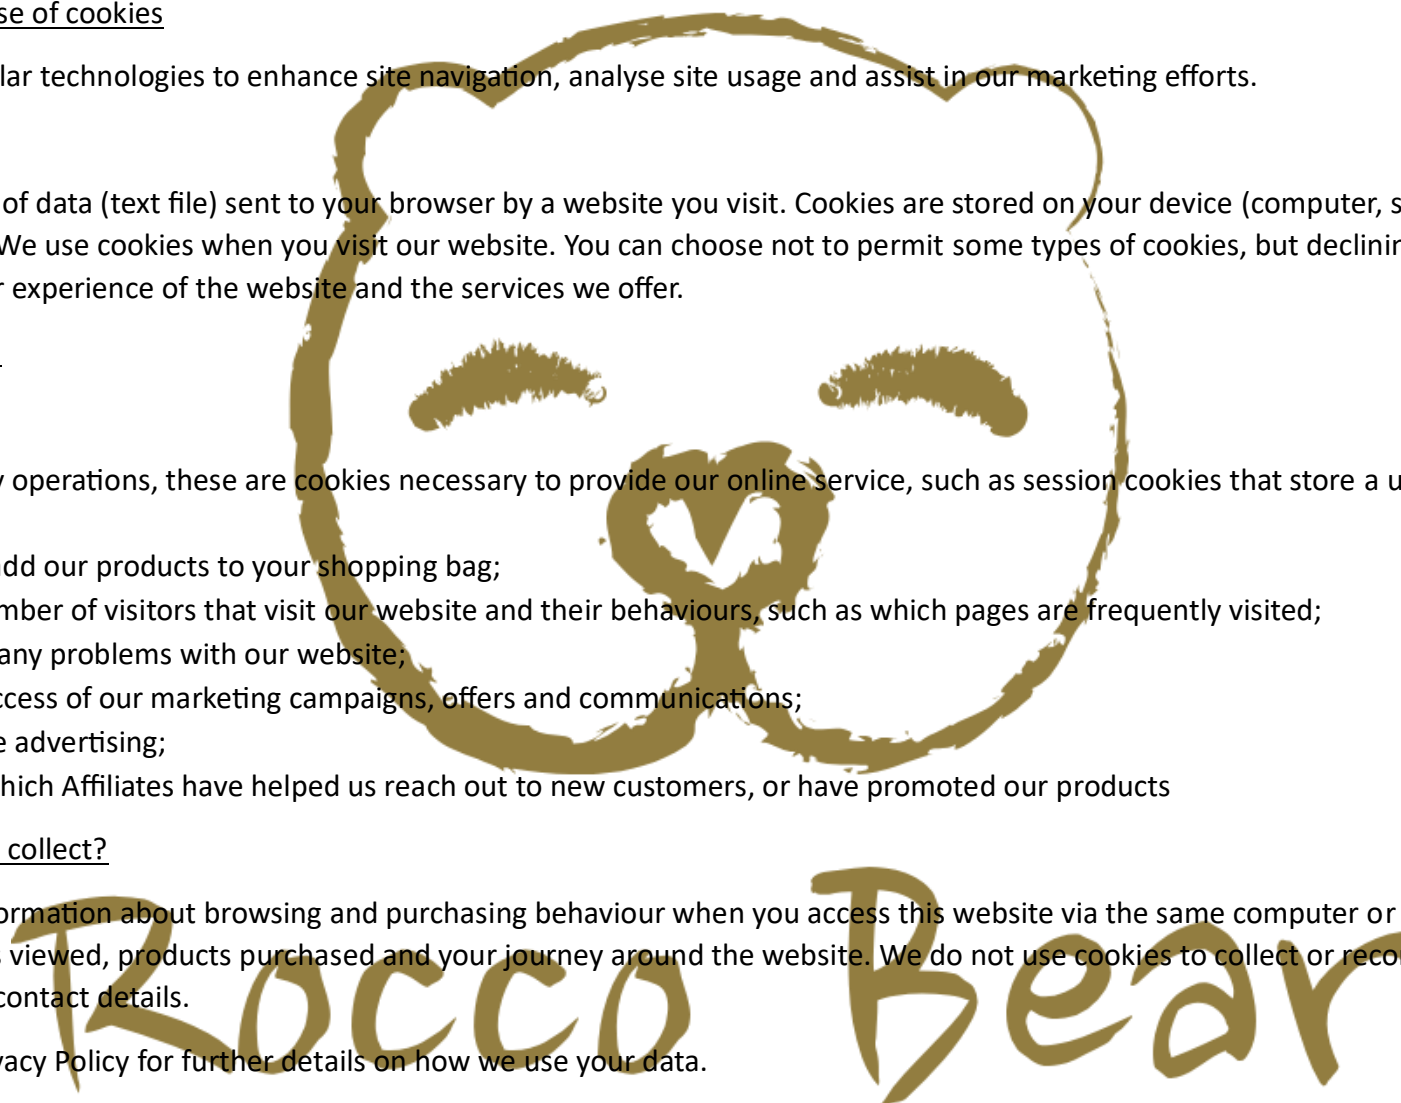 se of cookies
lar technologies to enhance site navigation, analyse site usage and assist in our marketing efforts.
of data (text file) sent to your browser by a website you visit. Cookies are stored on your device (computer, s
We use cookies when you visit our website. You can choose not to permit some types of cookies, but declinin
r experience of the website and the services we offer.
y operations, these are cookies necessary to provide our online service, such as session cookies that store a u
add our products to your shopping bag;
mber of visitors that visit our website and their behaviours, such as which pages are frequently visited;
any problems with our website;
ccess of our marketing campaigns, offers and communications;
e advertising;
hich Affiliates have helped us reach out to new customers, or have promoted our products
collect?
ormation about browsing and purchasing behaviour when you access this website via the same computer or
s viewed, products purchased and your journey around the website. We do not use cookies to collect or reco
contact details.
vacy Policy for further details on how we use your data.
Rocco Bear